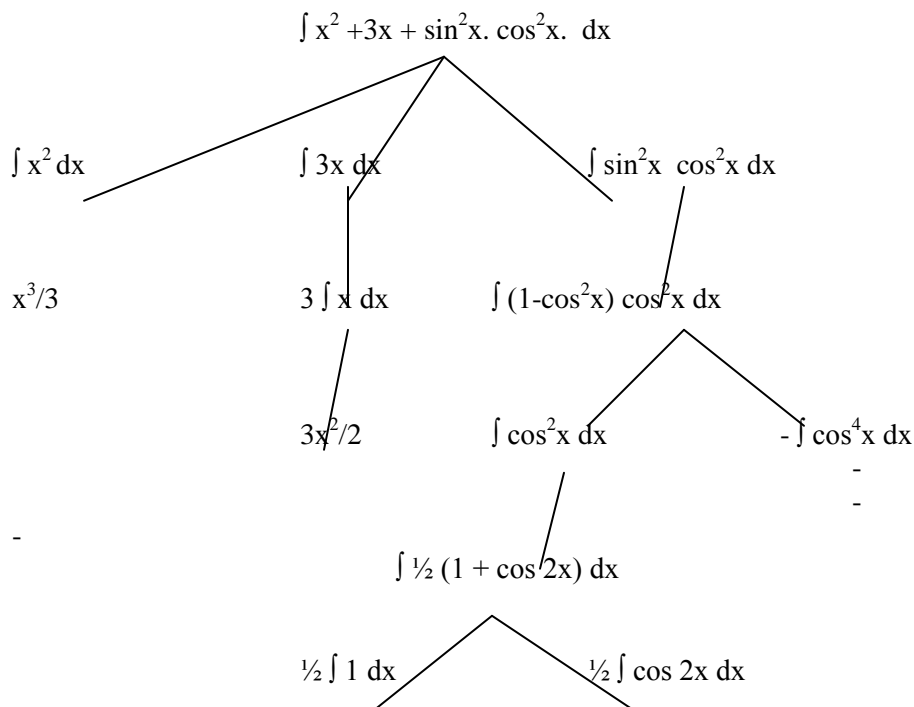 ∫ x² +3x + sin²x. cos²x.  dx
∫ x² dx ∫ 3x dx ∫ sin²x  cos²x dx
x³/3 3 ∫ x dx ∫ (1-cos²x) cos²x dx
3x²/2 ∫ cos²x dx - ∫ cos⁴x dx
-
-
-
∫ ½ (1 + cos 2x) dx
½ ∫ 1 dx ½ ∫ cos 2x dx